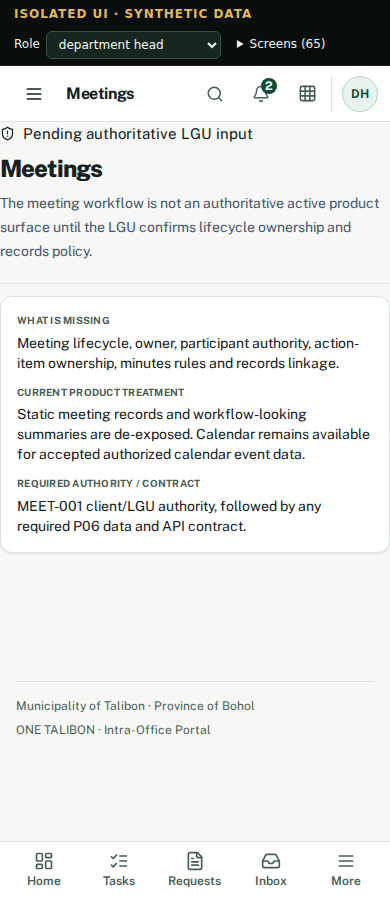 ISOLATED UI · SYNTHETIC DATA
Role department head ▶ Screens (65)
Meetings 2 DH
Pending authoritative LGU input
Meetings
The meeting workflow is not an authoritative active product
surface until the LGU confirms lifecycle ownership and
records policy.
WHAT IS MISSING
Meeting lifecycle, owner, participant authority, action-
item ownership, minutes rules and records linkage.
CURRENT PRODUCT TREATMENT
Static meeting records and workflow-looking
summaries are de-exposed. Calendar remains available
for accepted authorized calendar event data.
REQUIRED AUTHORITY / CONTRACT
MEET-001 client/LGU authority, followed by any
required P06 data and API contract.
Municipality of Talibon · Province of Bohol
ONE TALIBON · Intra-Office Portal
Home Tasks Requests Inbox More